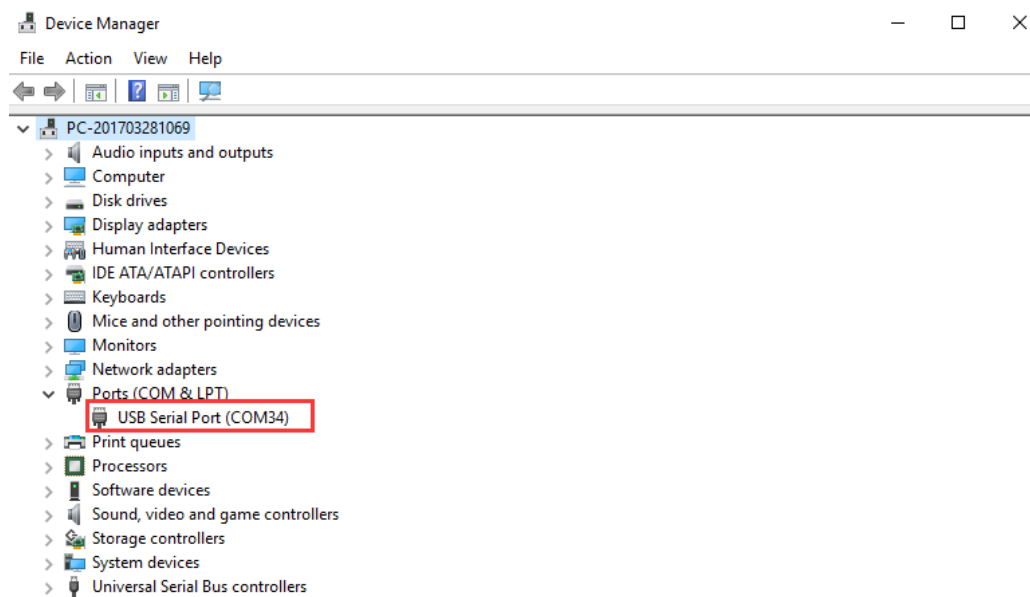 Device Manager
File Action View Help
PC-201703281069
Audio inputs and outputs
Computer
Disk drives
Display adapters
Human Interface Devices
IDE ATA/ATAPI controllers
Keyboards
Mice and other pointing devices
Monitors
Network adapters
Ports (COM & LPT)
USB Serial Port (COM34)
Print queues
Processors
Software devices
Sound, video and game controllers
Storage controllers
System devices
Universal Serial Bus controllers